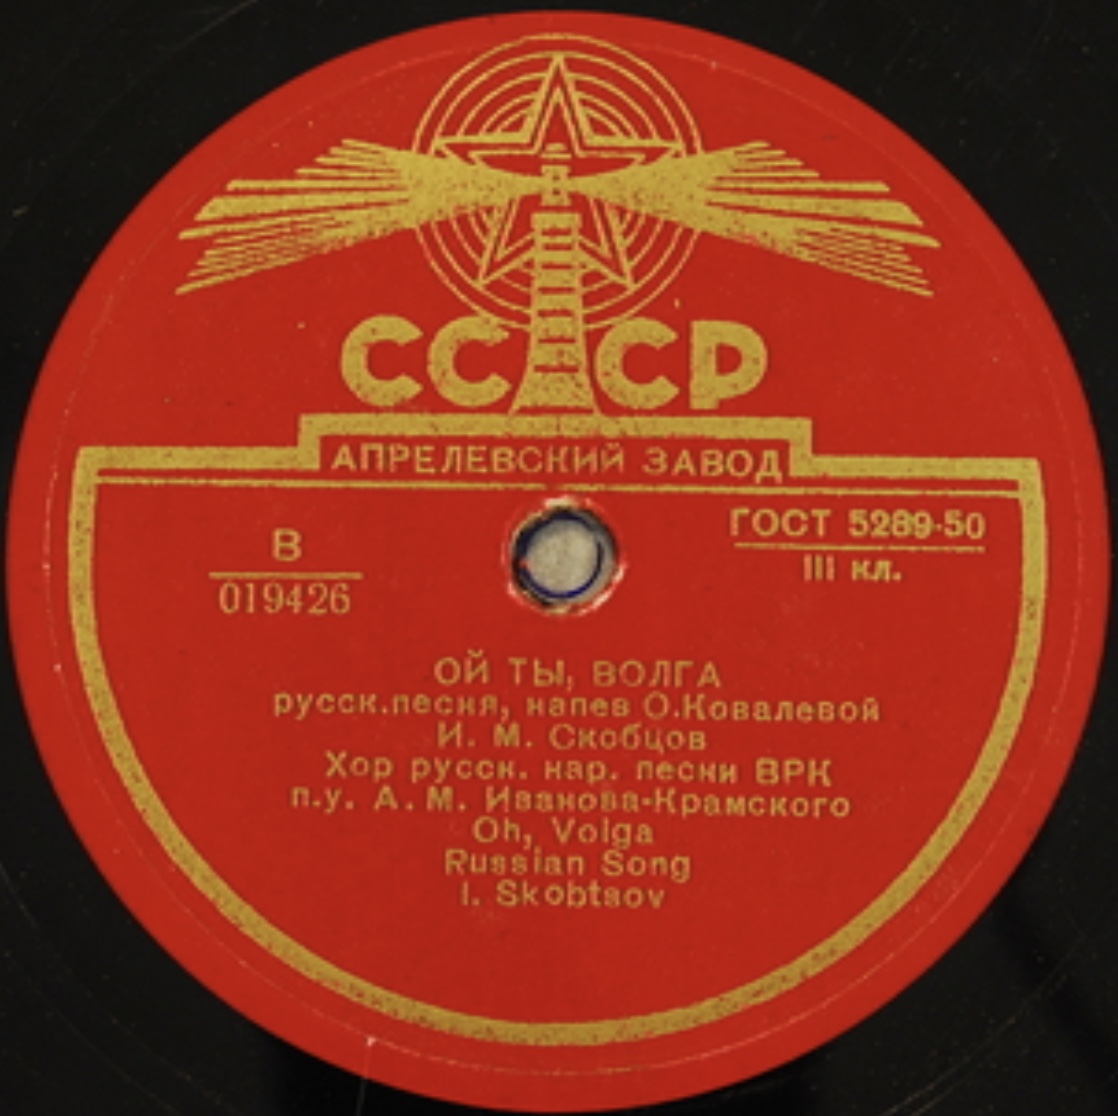 СССР
АПРЕЛЕВСКИЙ ЗАВОД
В
019426
ГОСТ 5289-50
III кл.
ОЙ ТЫ, ВОЛГА
русск.песня, напев О.Ковалевой
И. М. Скобцов
Хор русск. нар. песни ВРК
п.у. А.М. Иванова-Крамского
Oh, Volga
Russian Song
I. Skobtsov